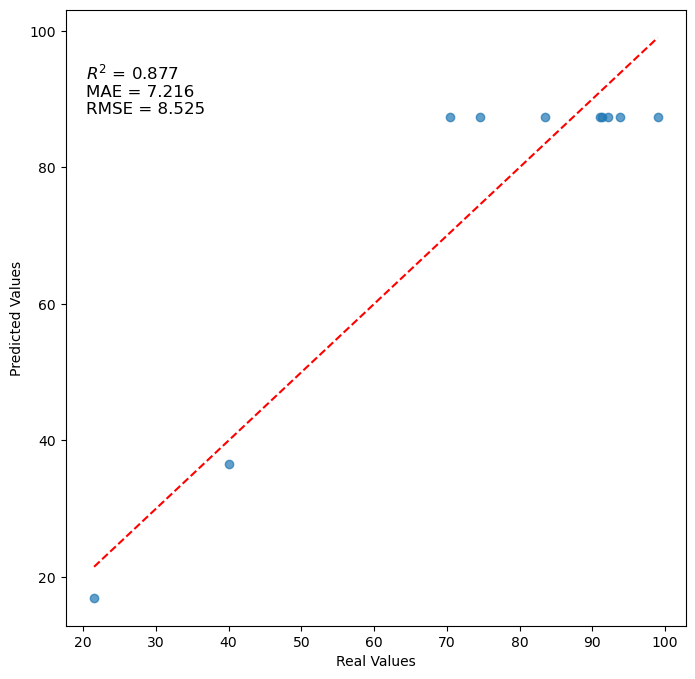 R² = 0.877
MAE = 7.216
RMSE = 8.525
100
80
60
40
20
Predicted Values
20 30 40 50 60 70 80 90 100
Real Values